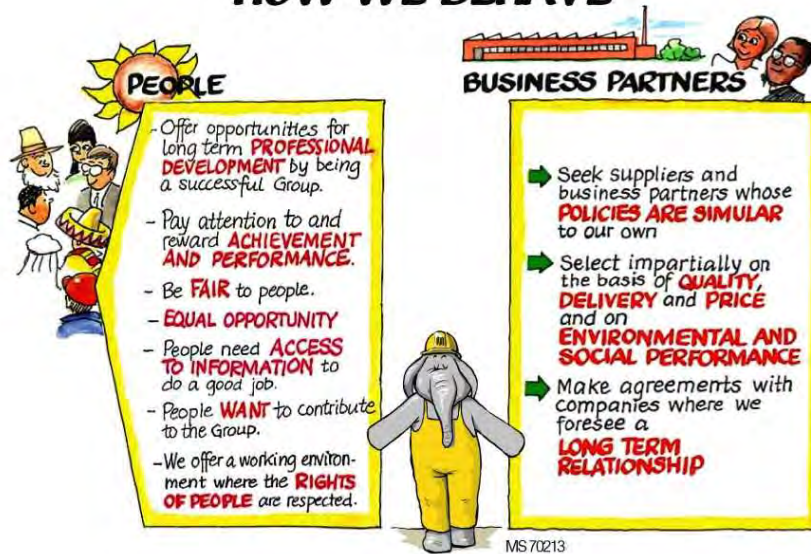 HOW WE BEHAVE
PEOPLE
- Offer opportunities for
long term PROFESSIONAL
DEVELOPMENT by being
a successful Group.
- Pay attention to and
reward ACHIEVEMENT
AND PERFORMANCE.
- Be FAIR to people.
- EQUAL OPPORTUNITY
- People need ACCESS
TO INFORMATION to
do a good job.
- People WANT to contribute
to the Group.
- We offer a working environ-
ment where the RIGHTS
OF PEOPLE are respected.
BUSINESS PARTNERS
Seek suppliers and
business partners whose
POLICIES ARE SIMULAR
to our own
Select impartially on
the basis of QUALITY,
DELIVERY and PRICE
and on
ENVIRONMENTAL AND
SOCIAL PERFORMANCE
Make agreements with
companies where we
foresee a
LONG TERM
RELATIONSHIP
MS 70213